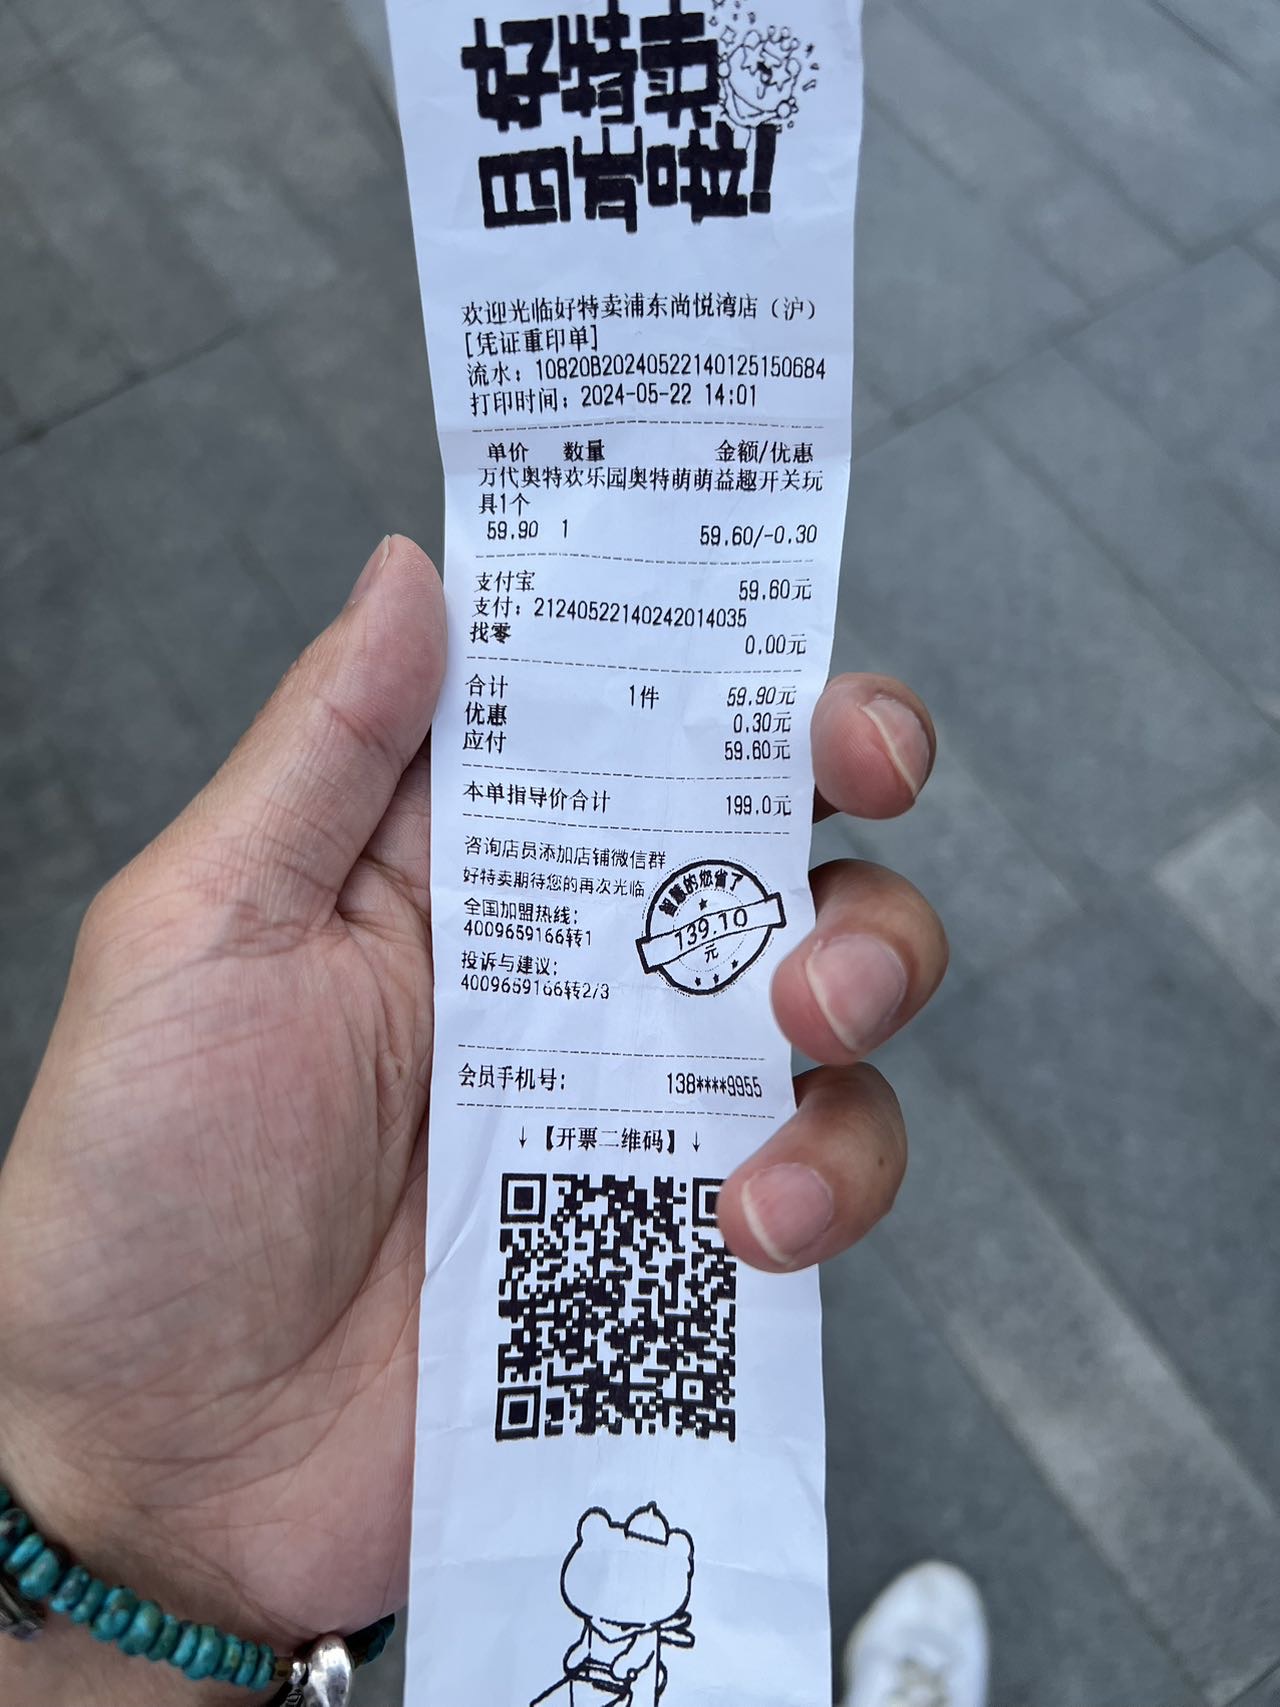 好特卖
欢迎光临好特卖浦东尚悦湾店（沪）
[凭证重印单]
流水：10820B20240522140125150684
打印时间：2024-05-22 14:01
单价 数量 金额/优惠
万代奥特欢乐园奥特萌萌益趣开关玩
具1个
59.90 1 59.60/-0.30
支付宝 59.60元
支付：21240522140242014035
找零 0.00元
合计 1件 59.90元
优惠 0.30元
应付 59.60元
本单指导价合计 199.0元
咨询店员添加店铺微信群
好特卖期待您的再次光临
全国加盟热线：
4009659166转1
投诉与建议：
4009659166转2/3
智慧的您省了
139.10
元
会员手机号： 138****9955
↓【开票二维码】↓